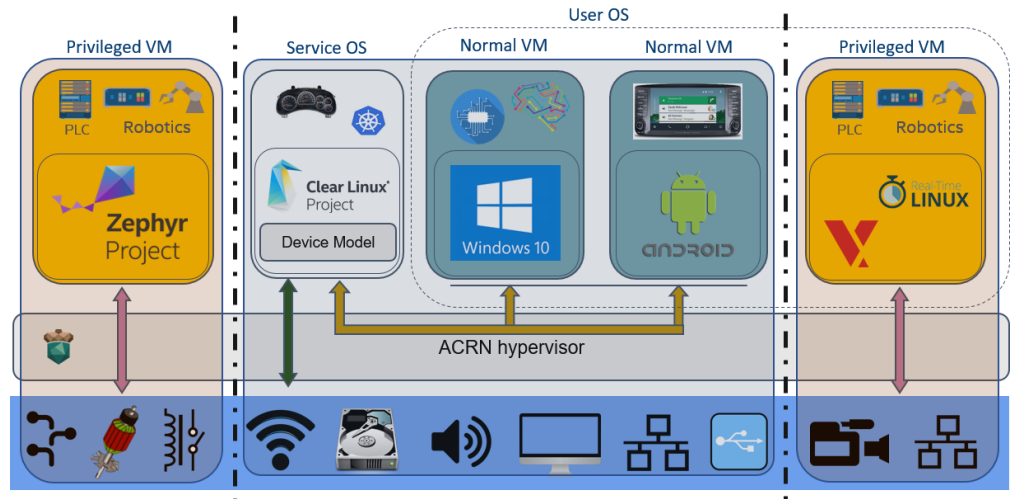 User OS
Privileged VM
Service OS
Normal VM
Normal VM
Privileged VM
PLC
Robotics
Zephyr
Project
Clear Linux*
Project
Device Model
Windows 10
ANDROID
PLC
Robotics
Real-Time
LINUX
ACRN hypervisor